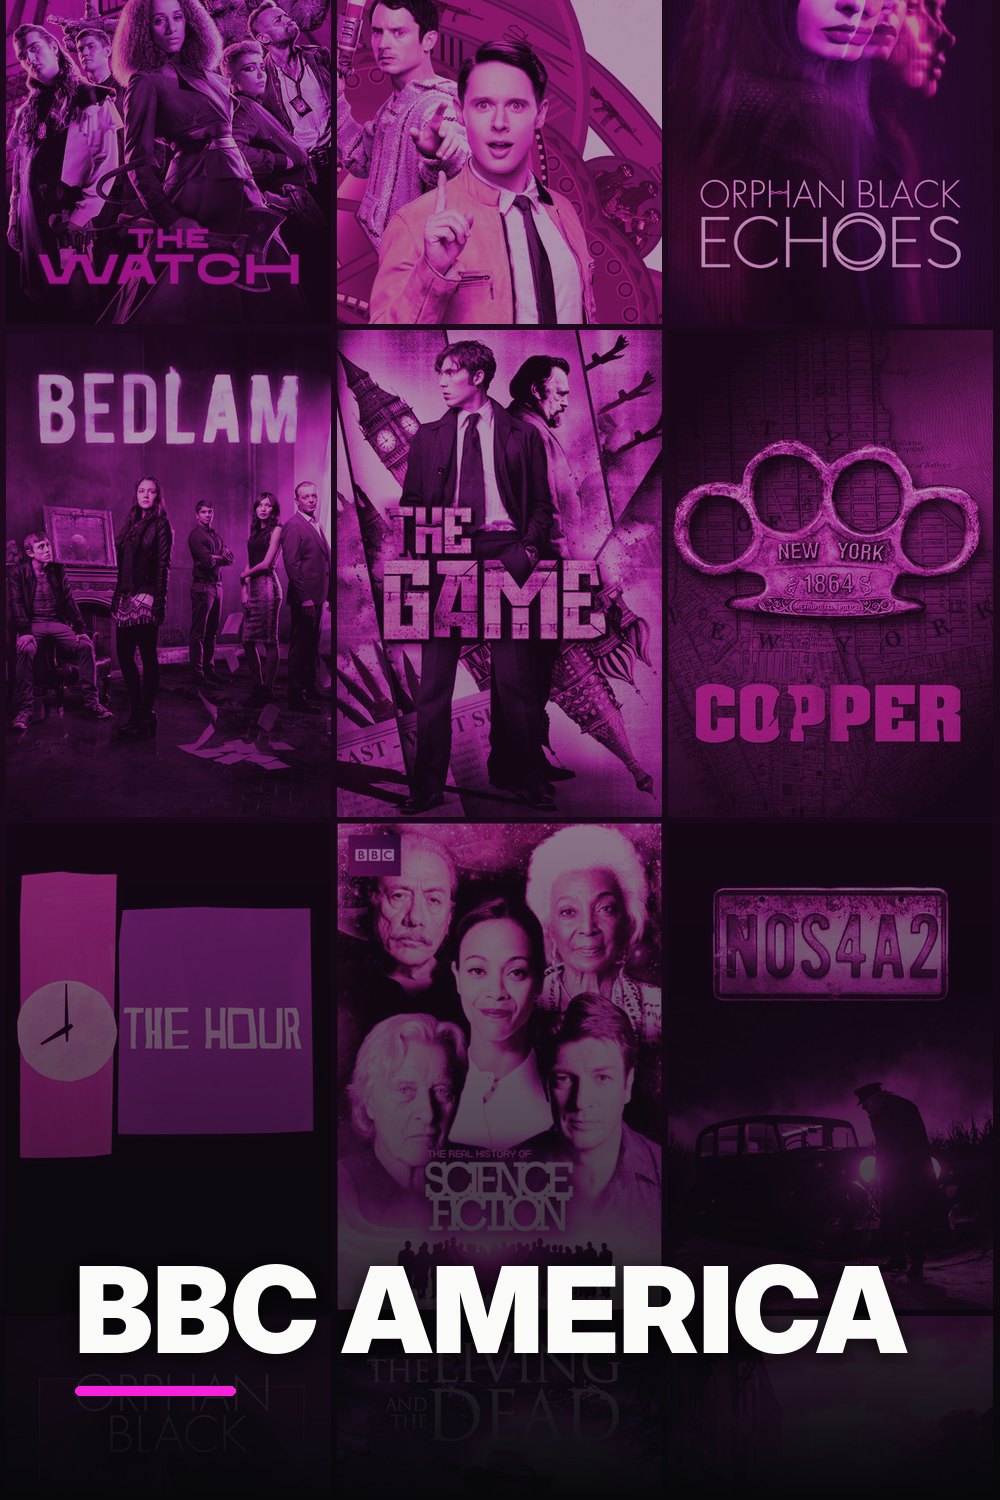 THE
WATCH
ORPHAN BLACK
ECHOES
BEDLAM
THE
GAME
NEW YORK
1864
COPPER
THE HOUR
BBC
THE REAL HISTORY OF
SCIENCE
FICTION
NOS4A2
BBC AMERICA
ORPHAN
BLACK
THE LIVING
AND
THE DEAD